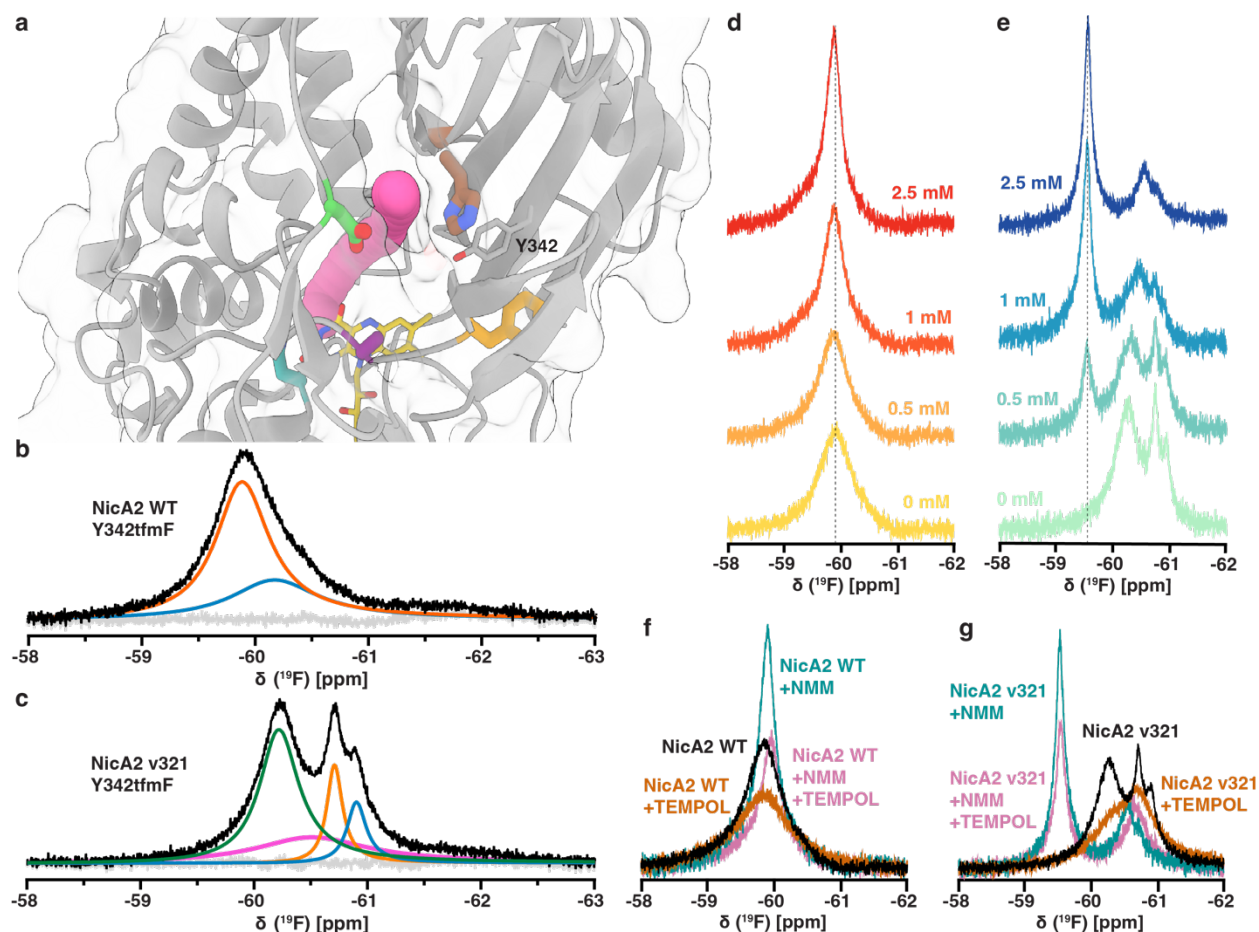 a
Y342
b
NicA2 WT
Y342tfmF
-58 -59 -60 -61 -62 -63
δ (¹⁹F) [ppm]
c
NicA2 v321
Y342tfmF
-58 -59 -60 -61 -62 -63
δ (¹⁹F) [ppm]
d
2.5 mM
1 mM
0.5 mM
0 mM
-58 -59 -60 -61 -62
δ (¹⁹F) [ppm]
e
2.5 mM
1 mM
0.5 mM
0 mM
-58 -59 -60 -61 -62
δ (¹⁹F) [ppm]
f
NicA2 WT
+NMM
NicA2 WT
NicA2 WT
+TEMPOL
NicA2 WT
+NMM
+TEMPOL
-58 -59 -60 -61 -62
δ (¹⁹F) [ppm]
g
NicA2 v321
+NMM
NicA2 v321
NicA2 v321
+NMM
+TEMPOL
NicA2 v321
+TEMPOL
-58 -59 -60 -61 -62
δ (¹⁹F) [ppm]